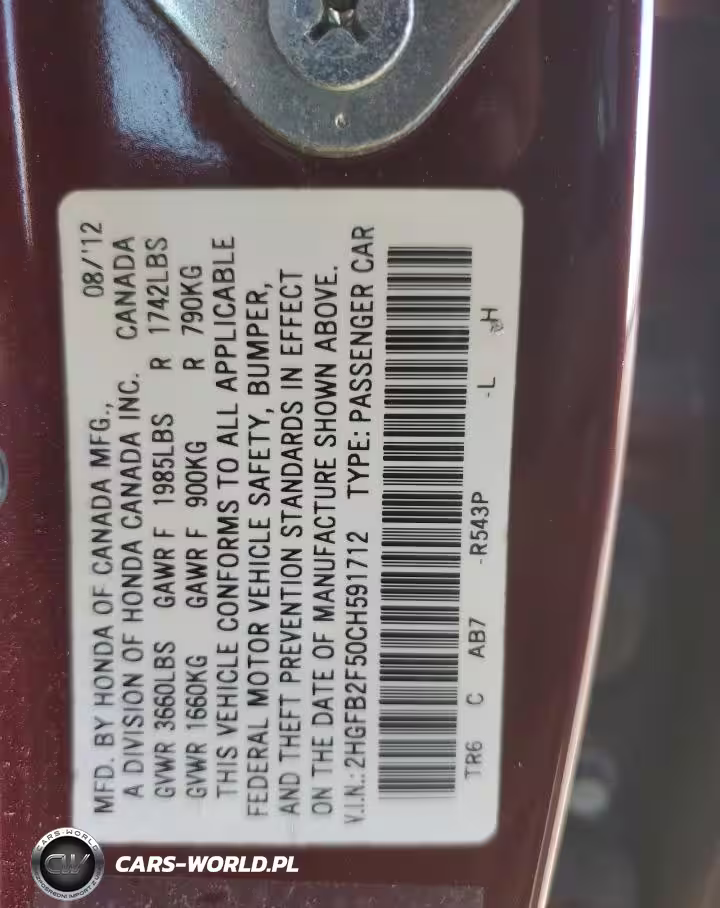 MFD. BY HONDA OF CANADA MFG., 08/'12
A DIVISION OF HONDA CANADA INC. CANADA
GVWR 3660LBS GAWR F 1985LBS R 1742LBS
GVWR 1660KG GAWR F 900KG R 790KG
THIS VEHICLE CONFORMS TO ALL APPLICABLE
FEDERAL MOTOR VEHICLE SAFETY, BUMPER,
AND THEFT PREVENTION STANDARDS IN EFFECT
ON THE DATE OF MANUFACTURE SHOWN ABOVE.
V.I.N.: 2HGFB2F50CH591712 TYPE: PASSENGER CAR
TR6 C AB7 -R543P -L H
CARS-WORLD
CW
CARS-WORLD.PL